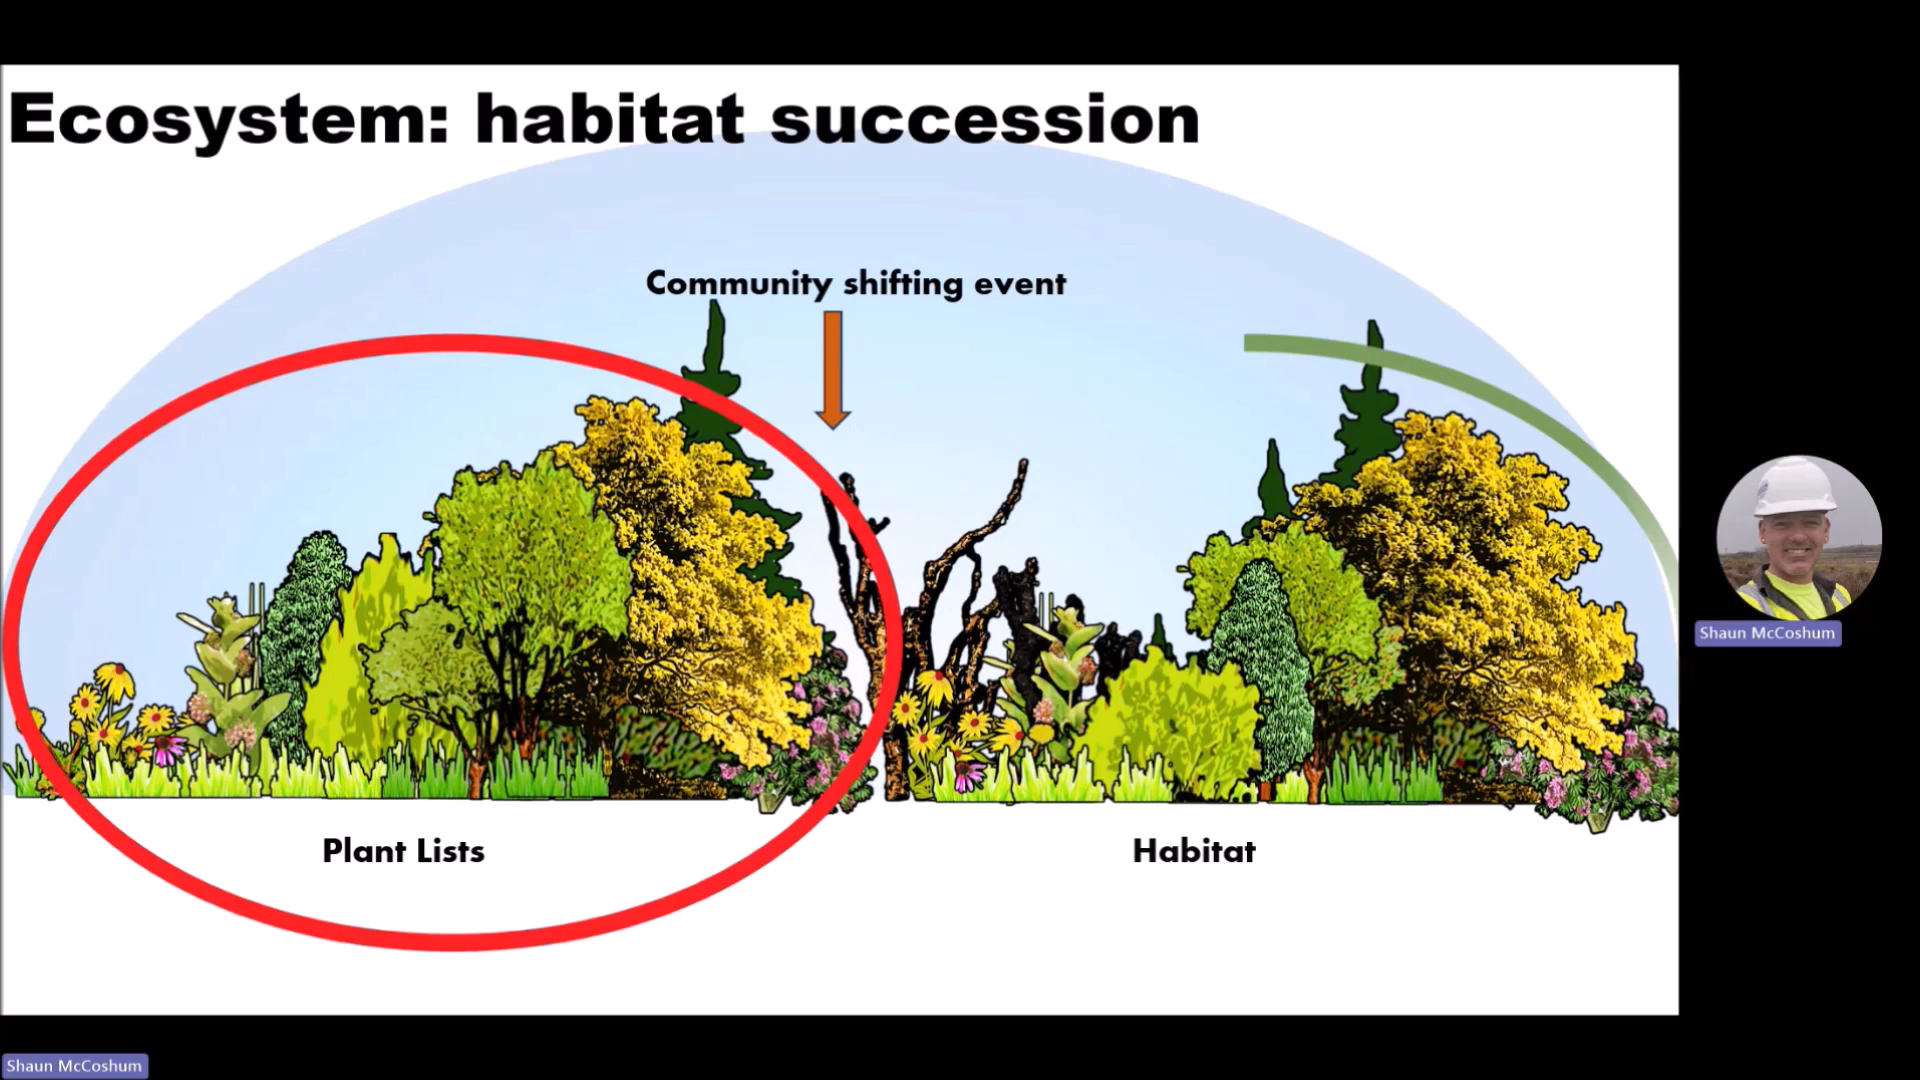 Ecosystem: habitat succession
Community shifting event
Plant Lists
Habitat
Shaun McCoshum
Shaun McCoshum